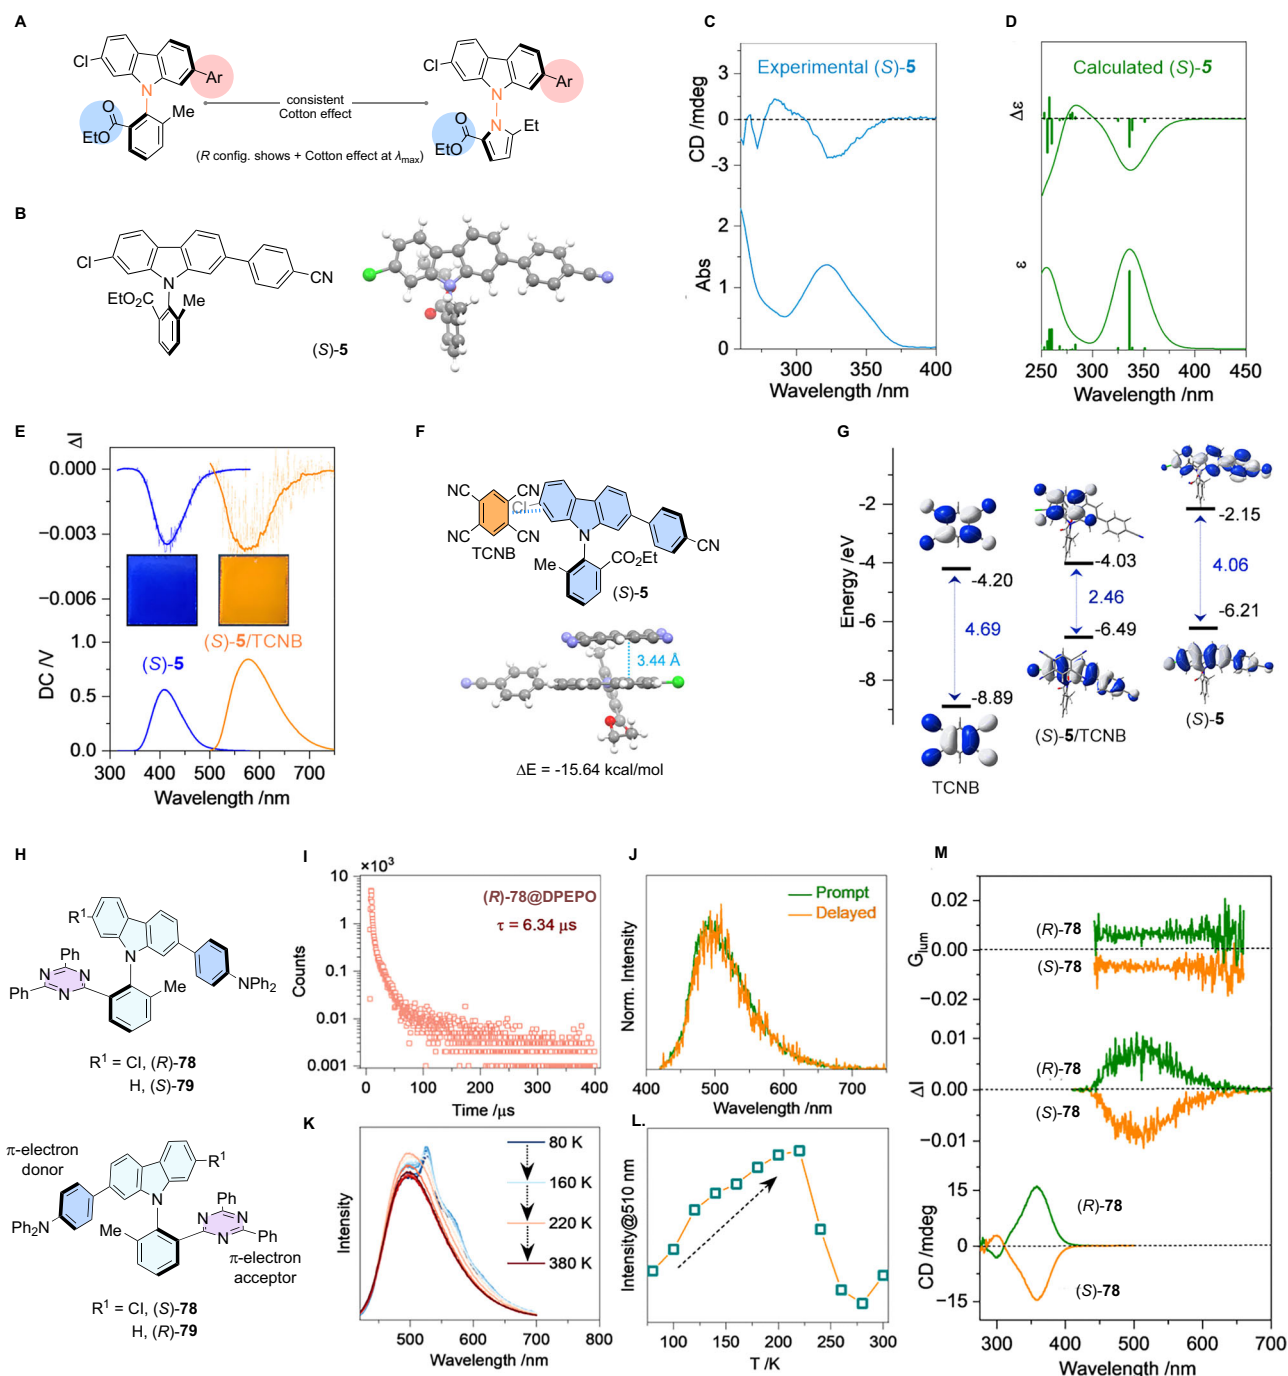 A
Cl
N
Ar
O
EtO
Me
consistent
Cotton effect
(R config. shows + Cotton effect at λmax)
Cl
N
N
Ar
O
EtO
Et
B
Cl
N
EtO2C
Me
CN
(S)-5
C
Experimental (S)-5
CD /mdeg
3
0
-3
Abs
2
1
0
300
350
400
Wavelength /nm
D
Calculated (S)-5
Δε
ε
250
300
350
400
450
Wavelength /nm
E
ΔI
0.000
−0.003
−0.006
(S)-5/TCNB
(S)-5
DC /V
1.0
0.5
0.0
300 400 500 600 700
Wavelength /nm
F
NC
CN
Cl
NC
CN
TCNB
N
Me
CO2Et
CN
(S)-5
3.44 Å
ΔE = -15.64 kcal/mol
G
Energy /eV
-2
-4
-6
-8
-4.20
4.69
-8.89
TCNB
-4.03
2.46
-6.49
(S)-5/TCNB
-2.15
4.06
-6.21
(S)-5
H
R1
Ph
N
N
N
Ph
N
Me
NPh2
R1 = Cl, (R)-78
H, (S)-79
π-electron
donor
R1
N
NPh2
Me
Ph
N
N
N
Ph
π-electron
acceptor
R1 = Cl, (S)-78
H, (R)-79
I
×10³
10
1
0.1
0.01
0.001
Counts
(R)-78@DPEPO
τ = 6.34 μs
0 100 200 300 400
Time /μs
J
Prompt
Delayed
Norm. Intensity
400 500 600 700
Wavelength /nm
K
80 K
160 K
220 K
380 K
Intensity
500 600 700 800
Wavelength /nm
L.
Intensity@510 nm
100 150 200 250 300
T /K
M
Glum
0.00
−0.02
(R)-78
(S)-78
ΔI
0.01
0.00
−0.01
(R)-78
(S)-78
CD /mdeg
15
0
−15
(R)-78
(S)-78
300 400 500 600 700
Wavelength /nm